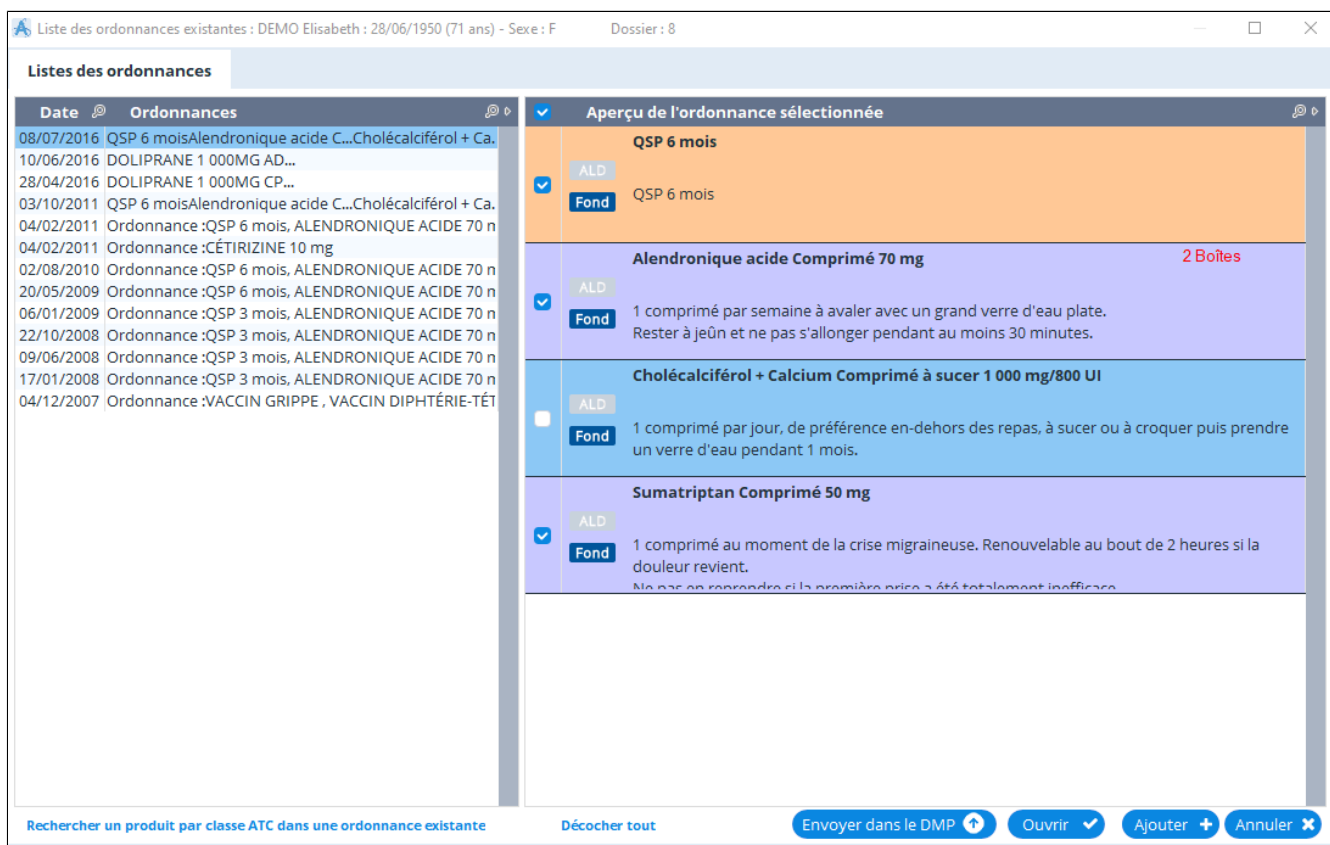 Liste des ordonnances existantes : DEMO Elisabeth : 28/06/1950 (71 ans) - Sexe : F Dossier : 8
Listes des ordonnances
Date Ordonnances
08/07/2016 QSP 6 moisAlendronique acide C...Cholécalciférol + Ca.
10/06/2016 DOLIPRANE 1 000MG AD...
28/04/2016 DOLIPRANE 1 000MG CP...
03/10/2011 QSP 6 moisAlendronique acide C...Cholécalciférol + Ca.
04/02/2011 Ordonnance :QSP 6 mois, ALENDRONIQUE ACIDE 70 n
04/02/2011 Ordonnance :CÉTIRIZINE 10 mg
02/08/2010 Ordonnance :QSP 6 mois, ALENDRONIQUE ACIDE 70 n
20/05/2009 Ordonnance :QSP 6 mois, ALENDRONIQUE ACIDE 70 n
06/01/2009 Ordonnance :QSP 3 mois, ALENDRONIQUE ACIDE 70 n
22/10/2008 Ordonnance :QSP 3 mois, ALENDRONIQUE ACIDE 70 n
09/06/2008 Ordonnance :QSP 3 mois, ALENDRONIQUE ACIDE 70 n
17/01/2008 Ordonnance :QSP 3 mois, ALENDRONIQUE ACIDE 70 n
04/12/2007 Ordonnance :VACCIN GRIPPE , VACCIN DIPHTÉRIE-TÉT
Aperçu de l'ordonnance sélectionnée
QSP 6 mois
ALD
Fond
QSP 6 mois
Alendronique acide Comprimé 70 mg
2 Boîtes
ALD
Fond
1 comprimé par semaine à avaler avec un grand verre d'eau plate.
Rester à jeûn et ne pas s'allonger pendant au moins 30 minutes.
Cholécalciférol + Calcium Comprimé à sucer 1 000 mg/800 UI
ALD
Fond
1 comprimé par jour, de préférence en-dehors des repas, à sucer ou à croquer puis prendre
un verre d'eau pendant 1 mois.
Sumatriptan Comprimé 50 mg
ALD
Fond
1 comprimé au moment de la crise migraineuse. Renouvelable au bout de 2 heures si la
douleur revient.
Ne pas en reprendre si la première prise a été totalement inefficace
Rechercher un produit par classe ATC dans une ordonnance existante
Décocher tout
Envoyer dans le DMP
Ouvrir
Ajouter
Annuler